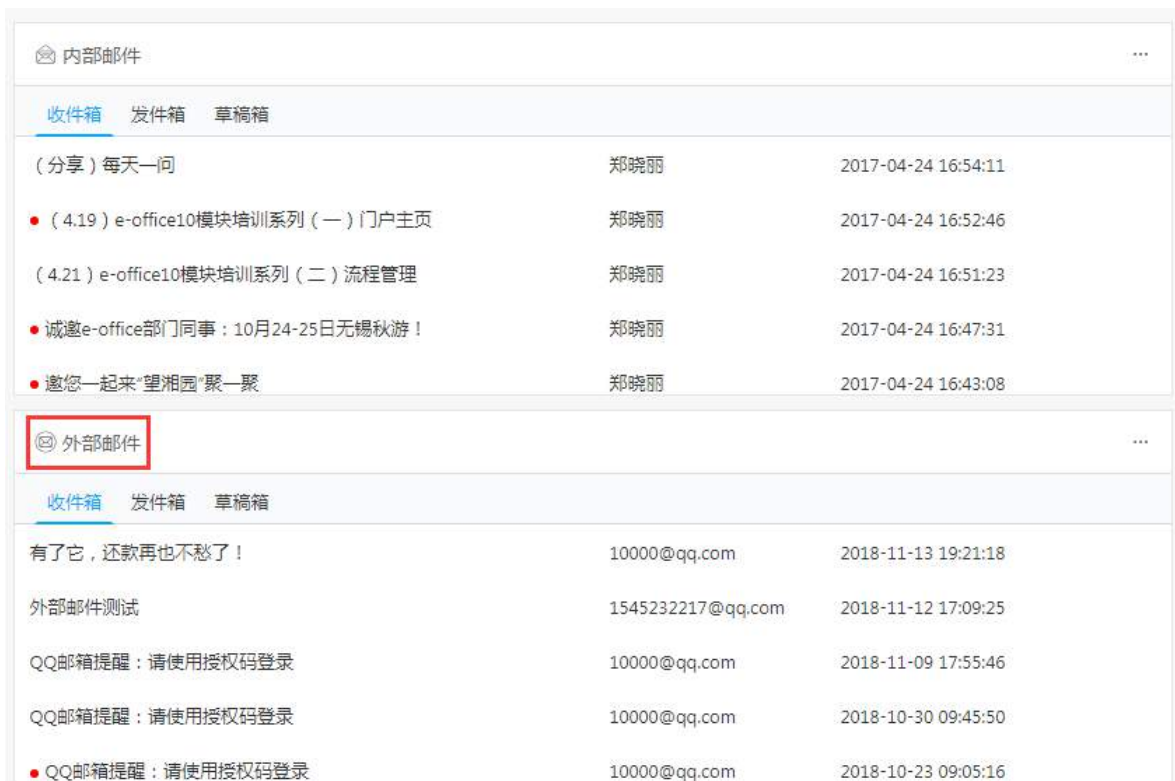 内部邮件 ...
收件箱 发件箱 草稿箱
（分享）每天一问 郑晓丽 2017-04-24 16:54:11
（4.19）e-office10模块培训系列（一）门户主页 郑晓丽 2017-04-24 16:52:46
（4.21）e-office10模块培训系列（二）流程管理 郑晓丽 2017-04-24 16:51:23
诚邀e-office部门同事：10月24-25日无锡秋游！ 郑晓丽 2017-04-24 16:47:31
邀您一起来“望湘园”聚一聚 郑晓丽 2017-04-24 16:43:08
外部邮件 ...
收件箱 发件箱 草稿箱
有了它，还款再也不愁了！ 10000@qq.com 2018-11-13 19:21:18
外部邮件测试 1545232217@qq.com 2018-11-12 17:09:25
QQ邮箱提醒：请使用授权码登录 10000@qq.com 2018-11-09 17:55:46
QQ邮箱提醒：请使用授权码登录 10000@qq.com 2018-10-30 09:45:50
QQ邮箱提醒：请使用授权码登录 10000@qq.com 2018-10-23 09:05:16